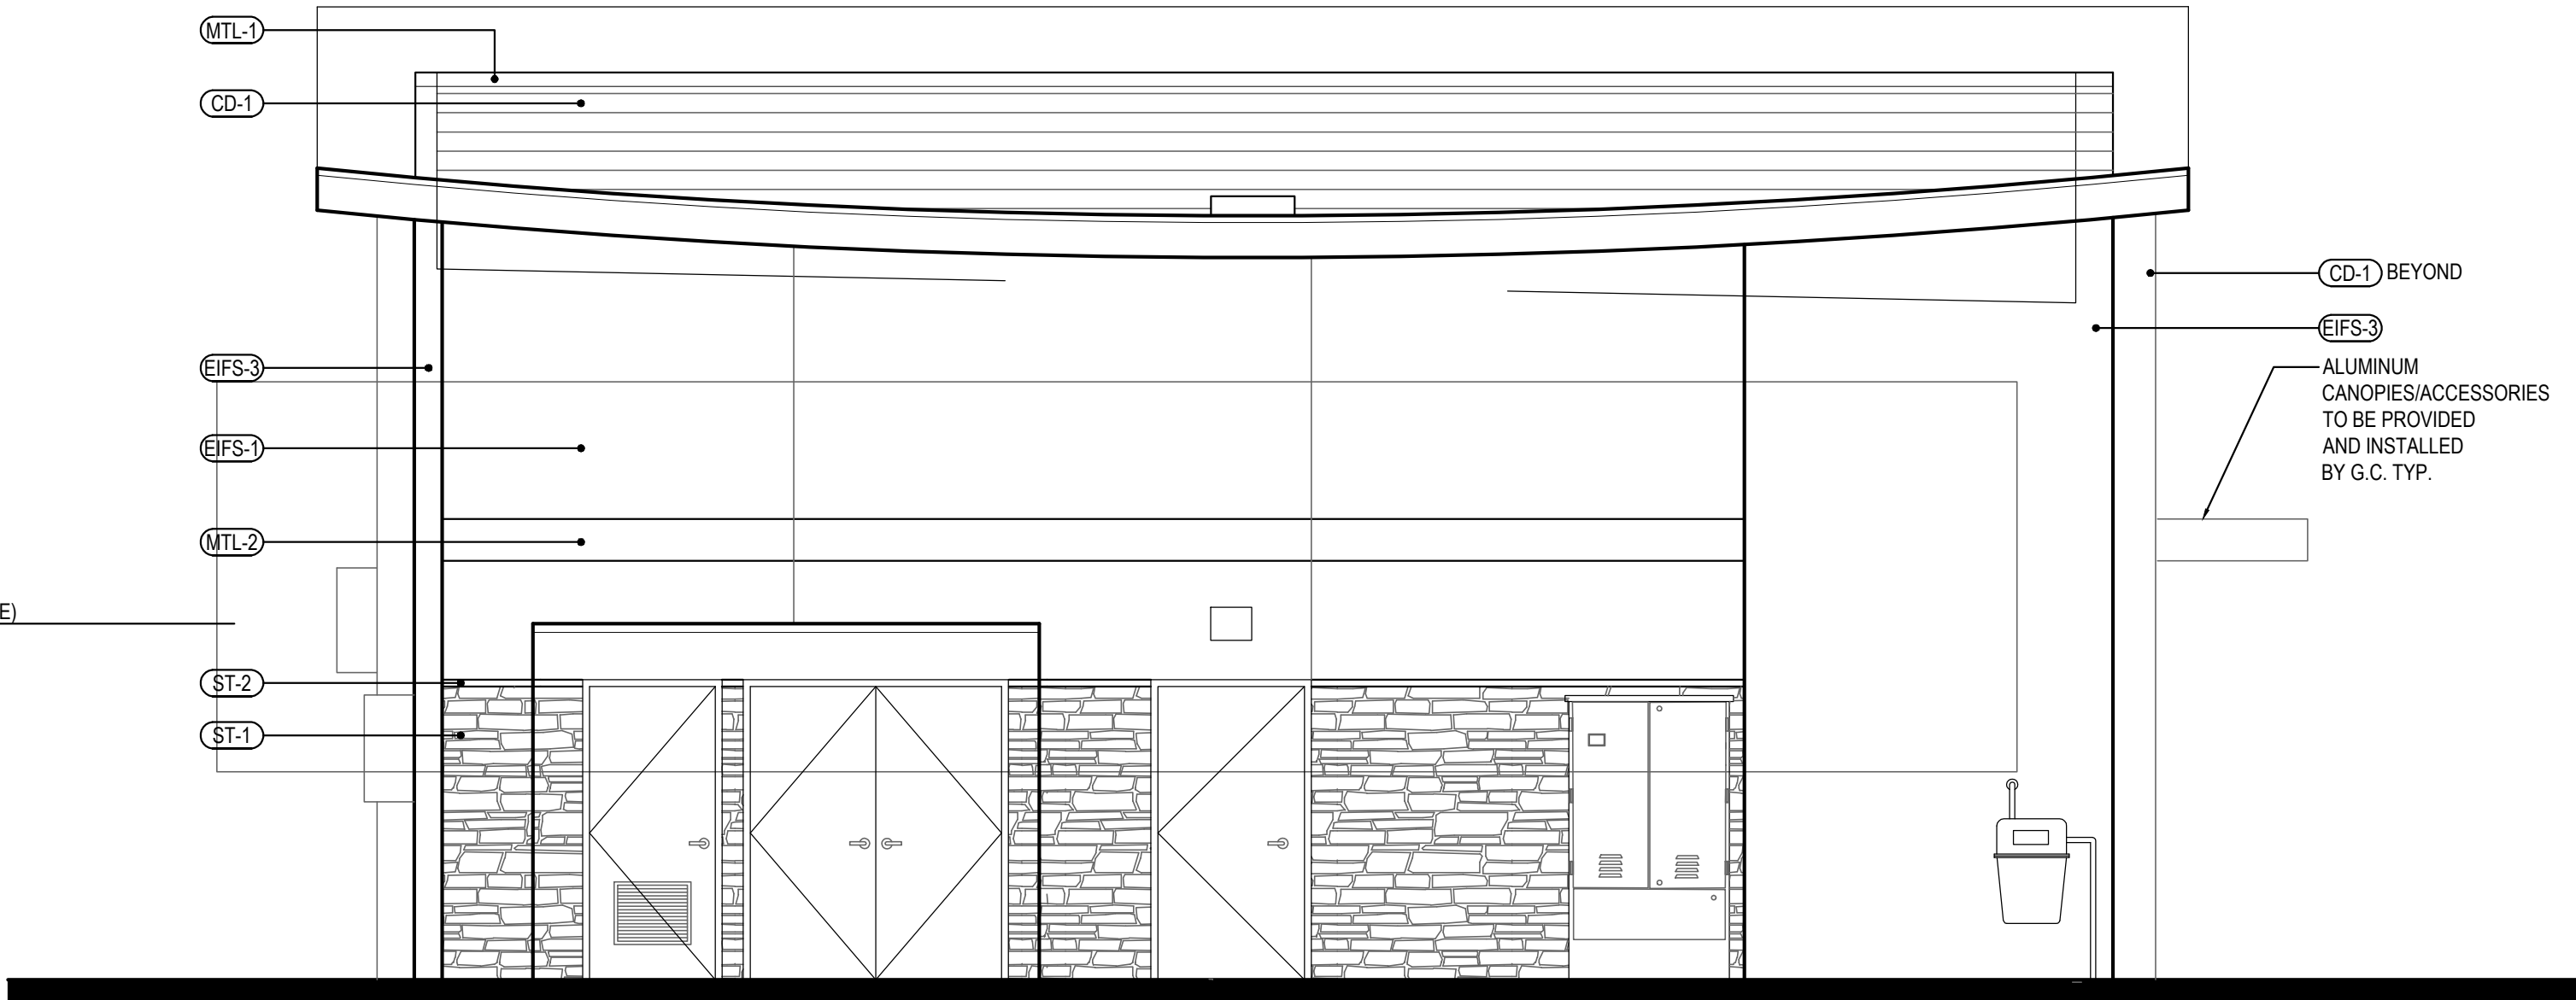 MTL-1
CD-1
CD-1 BEYOND
EIFS-3
EIFS-3
ALUMINUM
CANOPIES/ACCESSORIES
TO BE PROVIDED
AND INSTALLED
BY G.C. TYP.
EIFS-1
MTL-2
E)
ST-2
ST-1